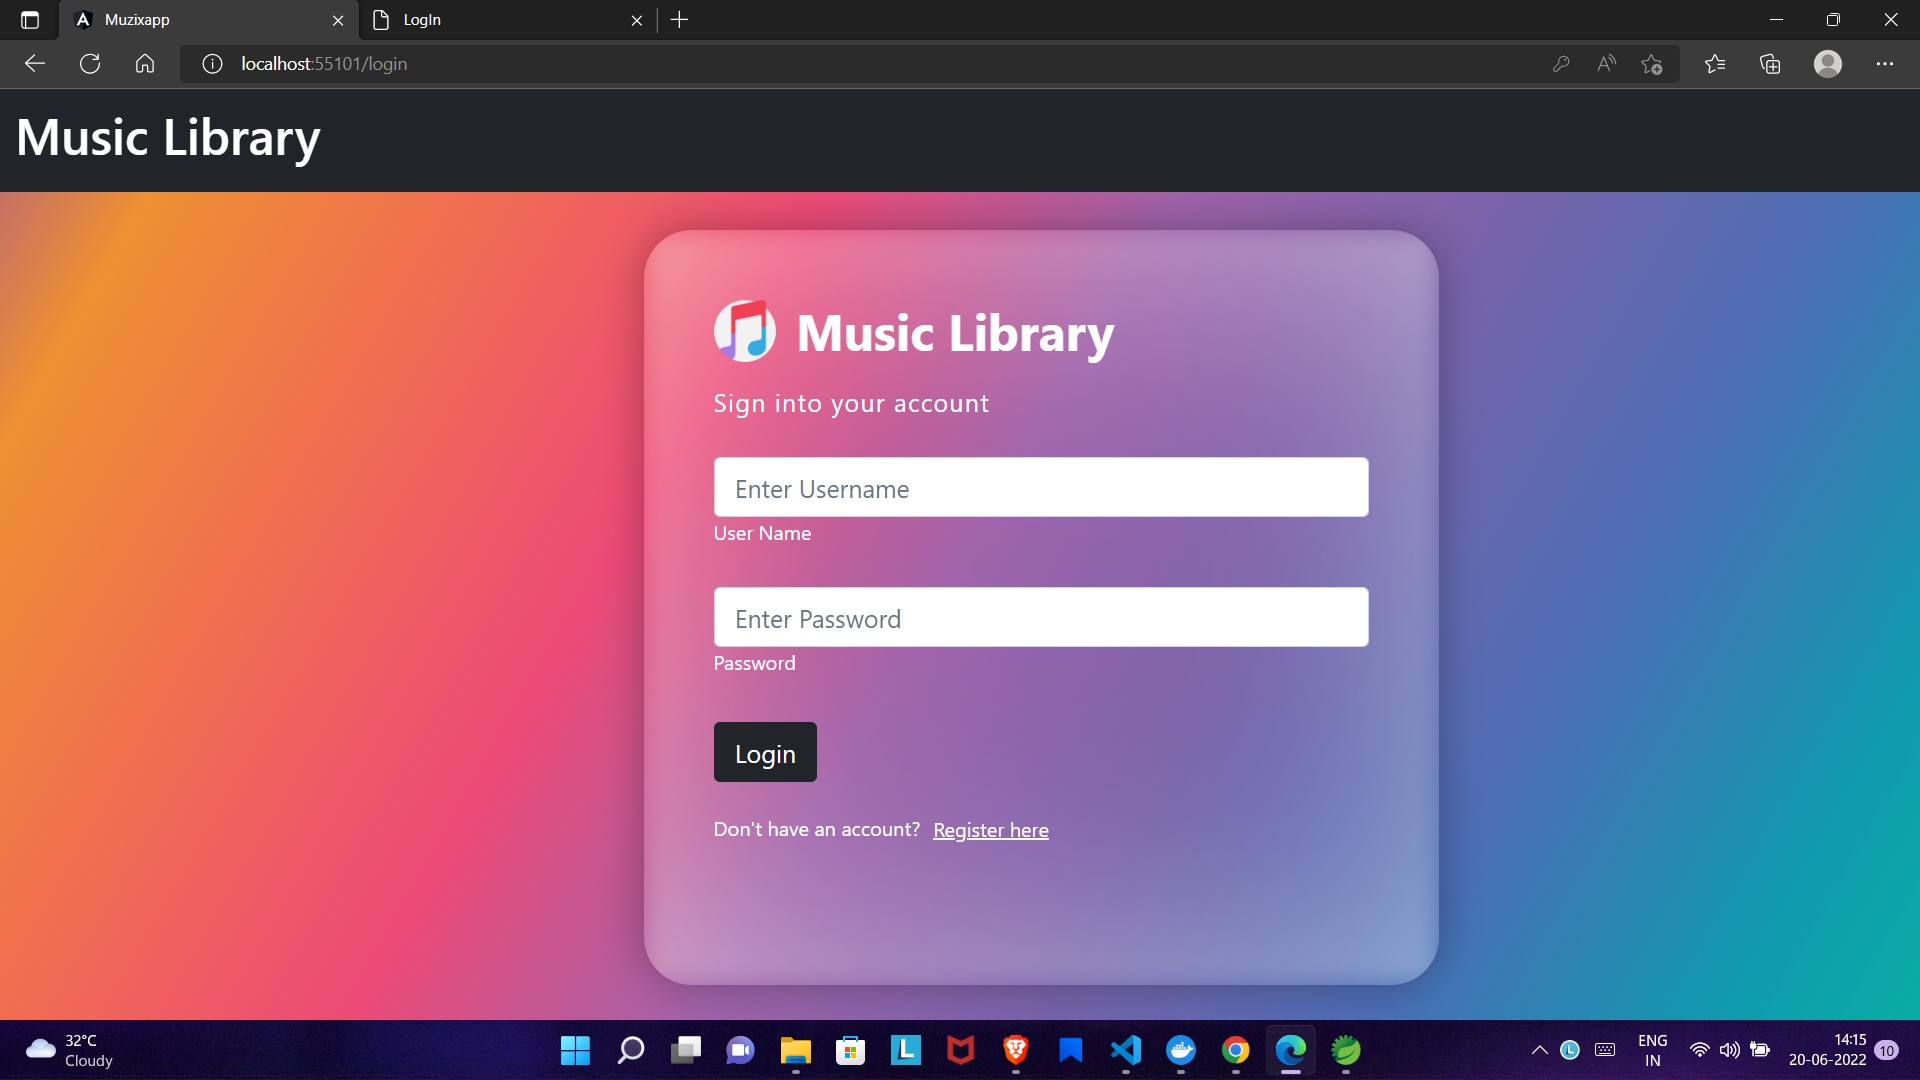 Muzixapp
LogIn
localhost:55101/login
Music Library
Music Library
Sign into your account
Enter Username
User Name
Enter Password
Password
Login
Don't have an account? Register here
32°C
Cloudy
L
L
ENG
IN
14:15
20-06-2022
10